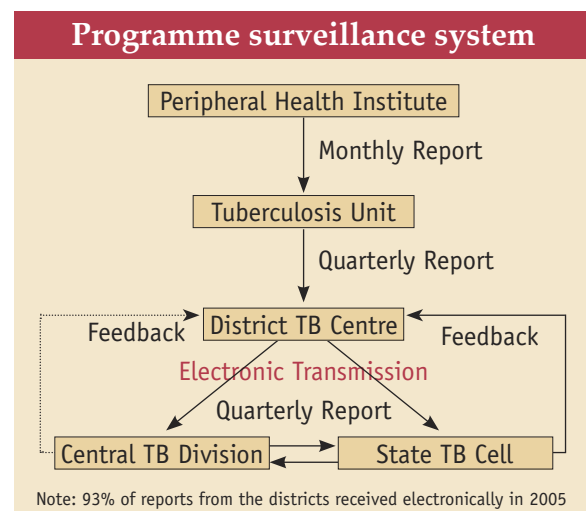 Programme surveillance system
Peripheral Health Institute
Monthly Report
Tuberculosis Unit
Quarterly Report
District TB Centre
Feedback
Feedback
Electronic Transmission
Quarterly Report
Central TB Division
State TB Cell
Note: 93% of reports from the districts received electronically in 2005